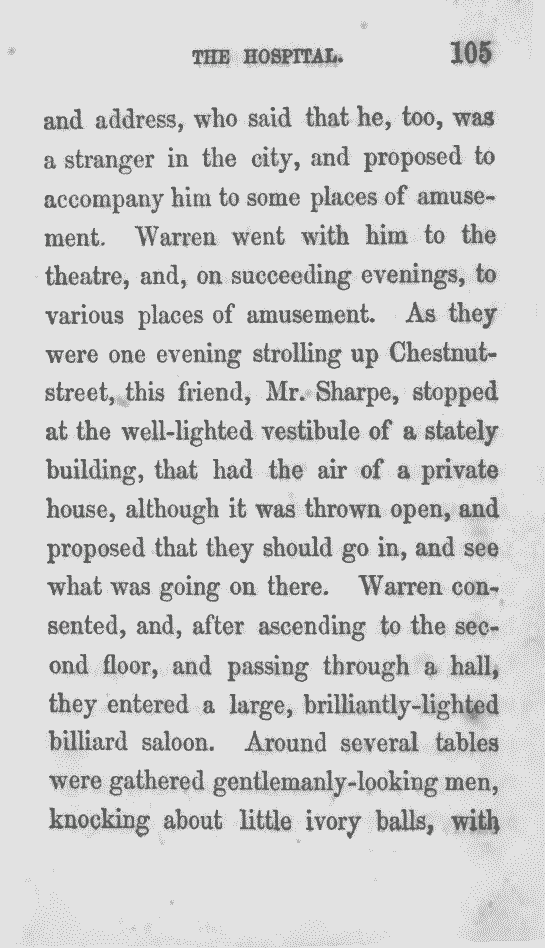 THE HOSPITAL. 105
and address, who said that he, too, was
a stranger in the city, and proposed to
accompany him to some places of amuse-
ment. Warren went with him to the
theatre, and, on succeeding evenings, to
various places of amusement. As they
were one evening strolling up Chestnut-
street, this friend, Mr. Sharpe, stopped
at the well-lighted vestibule of a stately
building, that had the air of a private
house, although it was thrown open, and
proposed that they should go in, and see
what was going on there. Warren con-
sented, and, after ascending to the sec-
ond floor, and passing through a hall,
they entered a large, brilliantly-lighted
billiard saloon. Around several tables
were gathered gentlemanly-looking men,
knocking about little ivory balls, with